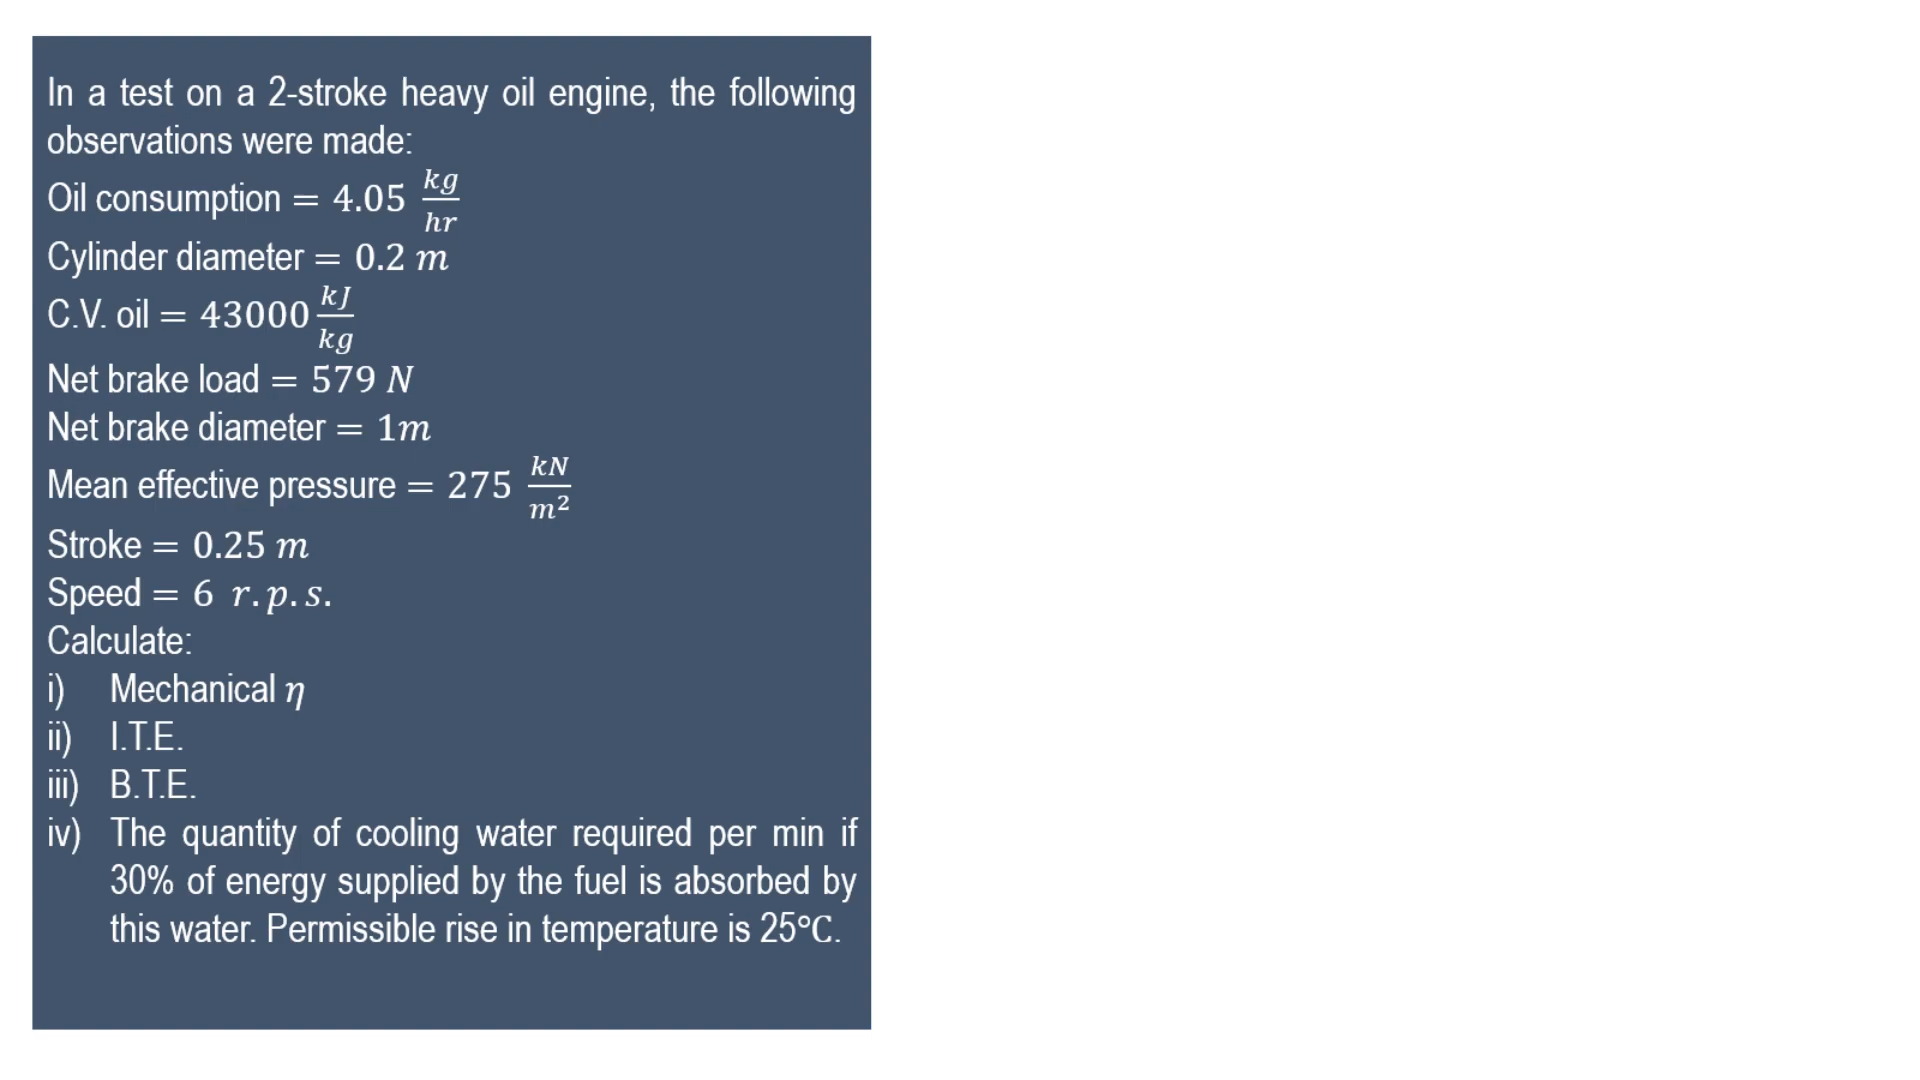 In a test on a 2-stroke heavy oil engine, the following
observations were made:
Oil consumption = 4.05 kg/hr
Cylinder diameter = 0.2 m
C.V. oil = 43000 kJ/kg
Net brake load = 579 N
Net brake diameter = 1m
Mean effective pressure = 275 kN/m²
Stroke = 0.25 m
Speed = 6 r.p.s.
Calculate:
i) Mechanical η
ii) I.T.E.
iii) B.T.E.
iv) The quantity of cooling water required per min if
30% of energy supplied by the fuel is absorbed by
this water. Permissible rise in temperature is 25°C.